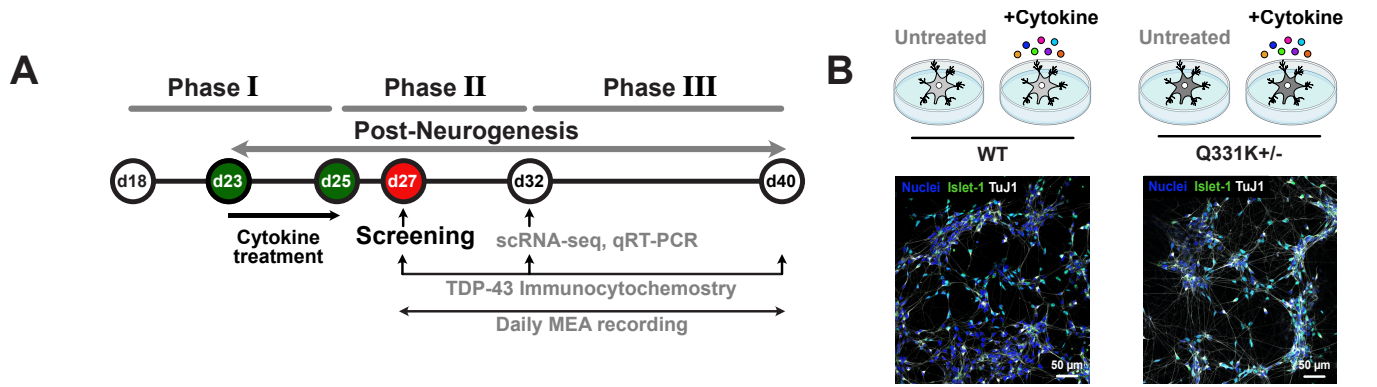 A
Phase I
Phase II
Phase III
Post-Neurogenesis
d18
d23
d25
d27
d32
d40
Cytokine
treatment
Screening
scRNA-seq, qRT-PCR
TDP-43 Immunocytochemostry
Daily MEA recording
B
Untreated
+Cytokine
Untreated
+Cytokine
WT
Q331K+/-
Nuclei Islet-1 TuJ1
50 µm
Nuclei Islet-1 TuJ1
50 µm